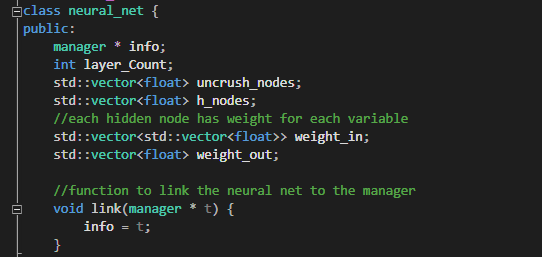 class neural_net {
public:
    manager * info;
    int layer_Count;
    std::vector<float> uncrush_nodes;
    std::vector<float> h_nodes;
    //each hidden node has weight for each variable
    std::vector<std::vector<float>> weight_in;
    std::vector<float> weight_out;

    //function to link the neural net to the manager
    void link(manager * t) {
        info = t;
    }